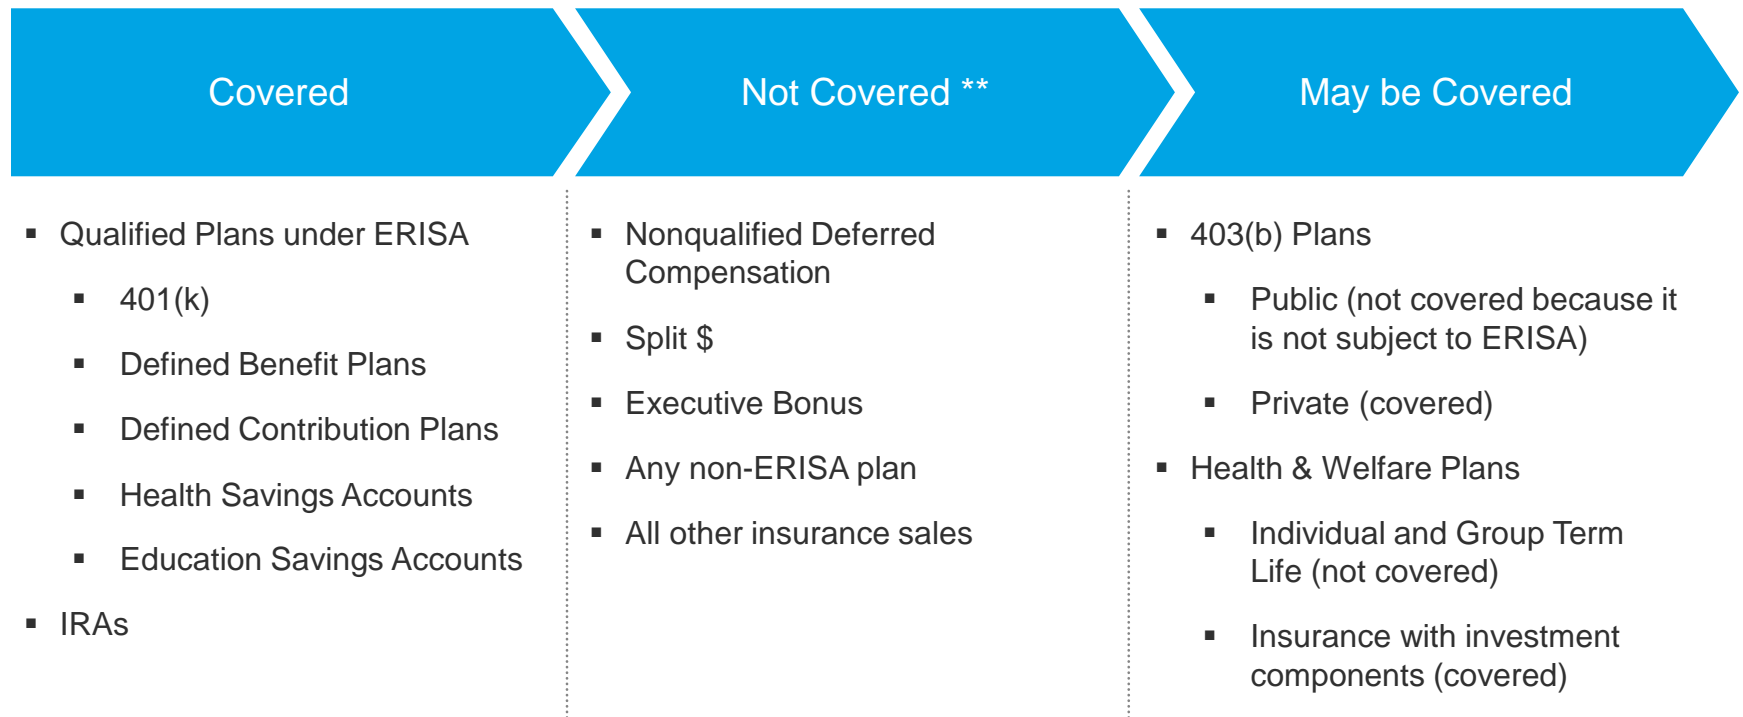 Covered
Not Covered **
May be Covered
▪ Qualified Plans under ERISA
▪ 401(k)
▪ Defined Benefit Plans
▪ Defined Contribution Plans
▪ Health Savings Accounts
▪ Education Savings Accounts
▪ IRAs
▪ Nonqualified Deferred
Compensation
▪ Split $
▪ Executive Bonus
▪ Any non-ERISA plan
▪ All other insurance sales
▪ 403(b) Plans
▪ Public (not covered because it
is not subject to ERISA)
▪ Private (covered)
▪ Health & Welfare Plans
▪ Individual and Group Term
Life (not covered)
▪ Insurance with investment
components (covered)